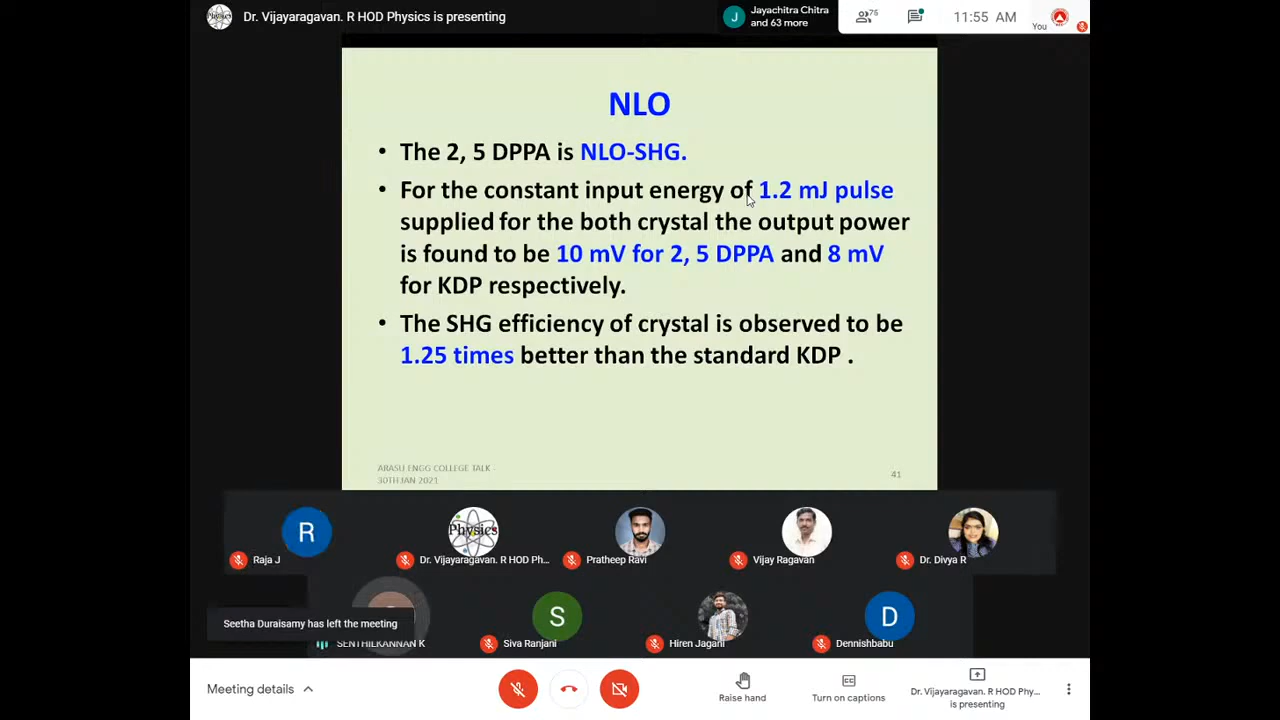 Dr. Vijayaragavan. R HOD Physics is presenting
Jayachitra Chitra
and 63 more
J
76
11:55 AM
You
NLO
• The 2, 5 DPPA is NLO-SHG.
• For the constant input energy of 1.2 mJ pulse
supplied for the both crystal the output power
is found to be 10 mV for 2, 5 DPPA and 8 mV
for KDP respectively.
• The SHG efficiency of crystal is observed to be
1.25 times better than the standard KDP .
ARASU ENGG COLLEGE TALK -
30TH JAN 2021
41
R
Physics
Raja J
Dr. Vijayaragavan. R HOD Ph...
Pratheep Ravi
Vijay Ragavan
Dr. Divya R
Seetha Duraisamy has left the meeting
S
D
SENTHILKANNAN K
Siva Ranjani
Hiren Jagani
Dennishbabu
Meeting details
Raise hand
CC
Turn on captions
Dr. Vijayaragavan. R HOD Phy...
is presenting